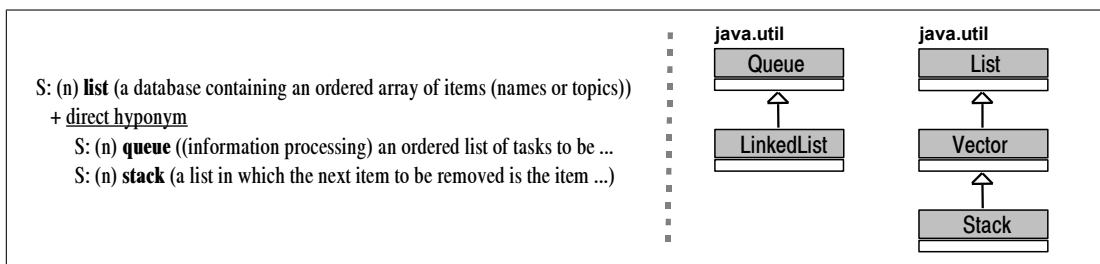 S: (n) list (a database containing an ordered array of items (names or topics))
+ direct hyponym
S: (n) queue ((information processing) an ordered list of tasks to be ...
S: (n) stack (a list in which the next item to be removed is the item ...)
java.util
Queue
LinkedList
java.util
List
Vector
Stack